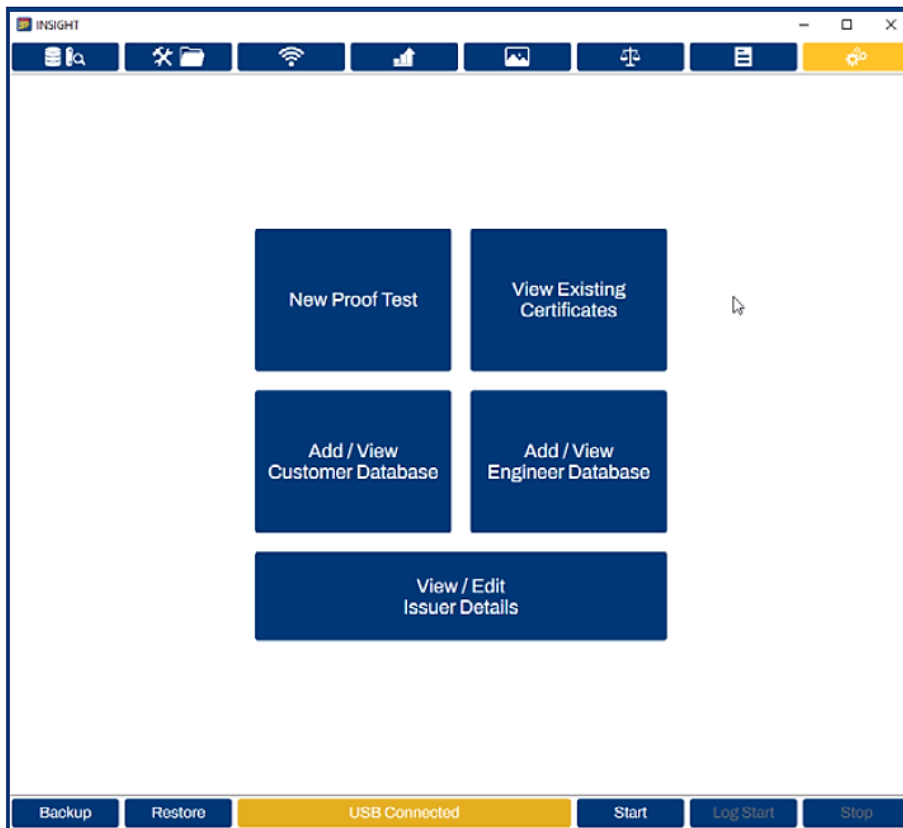 INSIGHT
New Proof Test
View Existing
Certificates
Add / View
Customer Database
Add / View
Engineer Database
View / Edit
Issuer Details
Backup
Restore
USB Connected
Start
Log Start
Stop